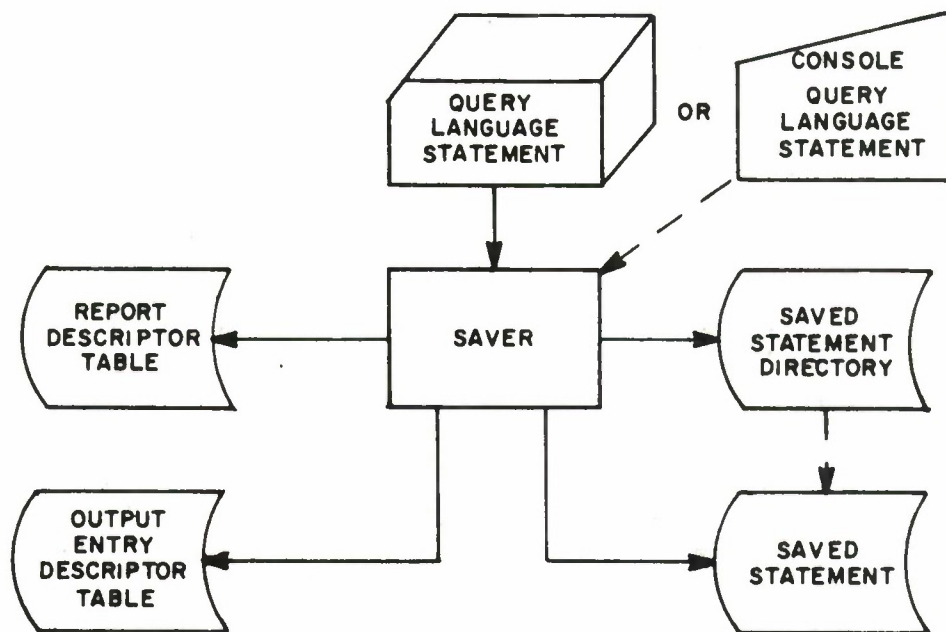 QUERY
LANGUAGE
STATEMENT
OR
CONSOLE
QUERY
LANGUAGE
STATEMENT
REPORT
DESCRIPTOR
TABLE
SAVER
SAVED
STATEMENT
DIRECTORY
OUTPUT
ENTRY
DESCRIPTOR
TABLE
SAVED
STATEMENT